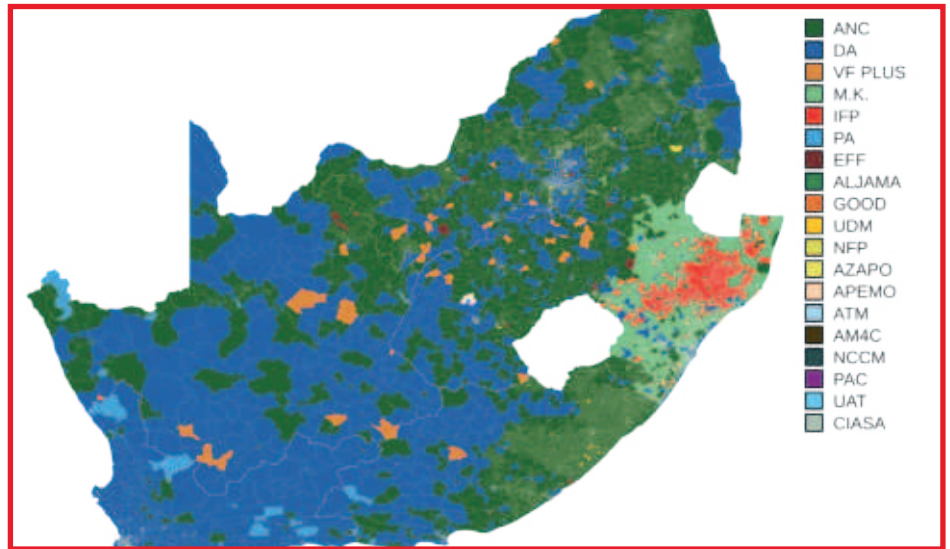 ANC
DA
VF PLUS
M.K.
IFP
PA
EFF
ALJAMA
GOOD
UDM
NFP
AZAPO
APEMO
ATM
AM4C
NCCM
PAC
UAT
CIASA